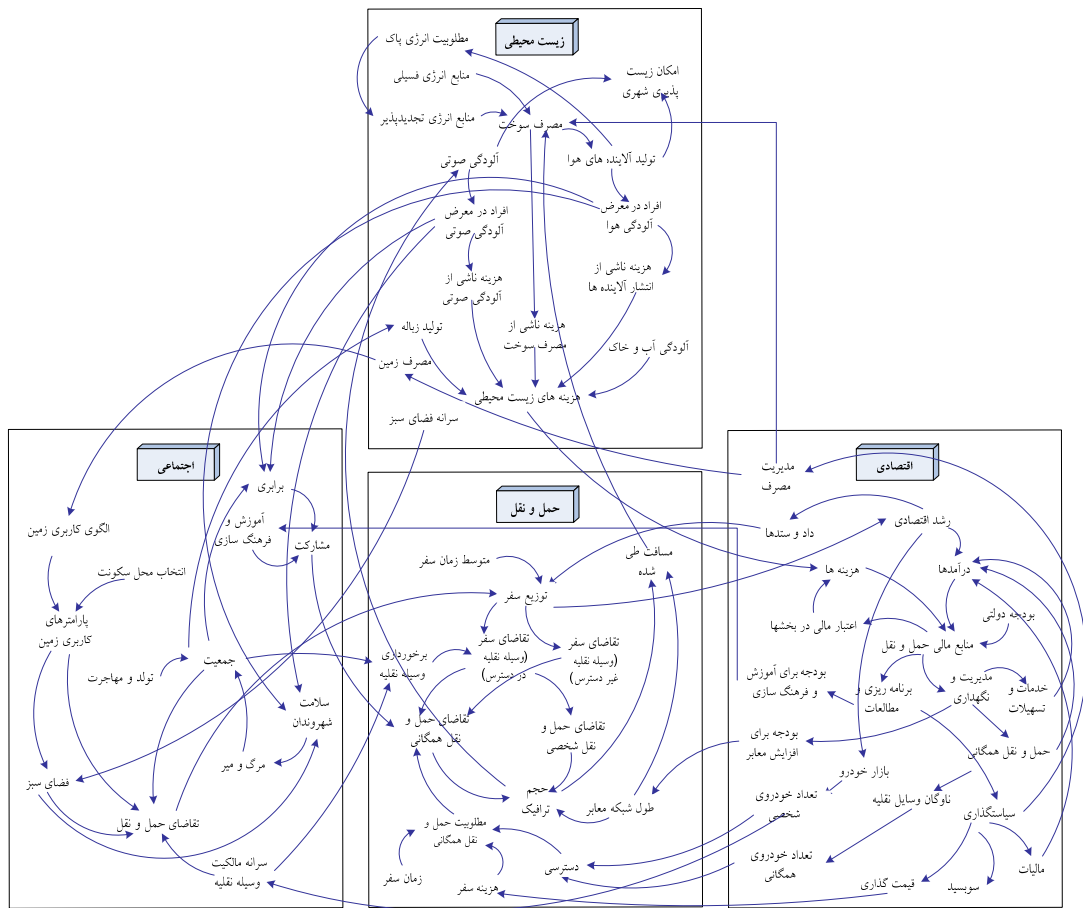 زیست محیطی
مطلوبیت انرژی پاک
منابع انرژی فسیلی
امکان زیست
پذیری شهری
منابع انرژی تجدیدپذیر
مصرف سوخت
آلودگی صوتی
تولید آلاینده های هوا
افراد در معرض
آلودگی صوتی
افراد در معرض
آلودگی هوا
هزینه ناشی از
آلودگی صوتی
هزینه ناشی از
انتشار آلاینده ها
تولید زباله
هزینه ناشی از
مصرف سوخت
آلودگی آب و خاک
مصرف زمین
هزینه های زیست محیطی
سرانه فضای سبز
اجتماعی
برابری
الگوی کاربری زمین
آموزش و
فرهنگ سازی
مشارکت
انتخاب محل سکونت
پارامترهای
کاربری زمین
جمعیت
تولد و مهاجرت
سلامت
شهروندان
مرگ و میر
فضای سبز
تقاضای حمل و نقل
سرانه مالکیت
وسیله نقلیه
حمل و نقل
متوسط زمان سفر
مسافت طی
شده
توزیع سفر
برخورداری
وسیله نقلیه
تقاضای سفر
(وسیله نقلیه
در دسترس)
تقاضای سفر
(وسیله نقلیه
غیر دسترس)
تقاضای حمل و
نقل همگانی
تقاضای حمل و
نقل شخصی
حجم
ترافیک
طول شبکه معابر
مطلوبیت حمل و
نقل همگانی
زمان سفر
هزینه سفر
دسترسی
اقتصادی
مدیریت
مصرف
رشد اقتصادی
داد و ستدها
درآمدها
هزینه ها
بودجه دولتی
اعتبار مالی در بخشها
منابع مالی حمل و نقل
بودجه برای آموزش
و فرهنگ سازی
برنامه ریزی و
مطالعات
مدیریت و
نگهداری
خدمات و
تسهیلات
بودجه برای
افزایش معابر
حمل و نقل همگانی
بازار خودرو
ناوگان وسایل نقلیه
تعداد خودروی
شخصی
سیاستگذاری
تعداد خودروی
همگانی
مالیات
سوبسید
قیمت گذاری